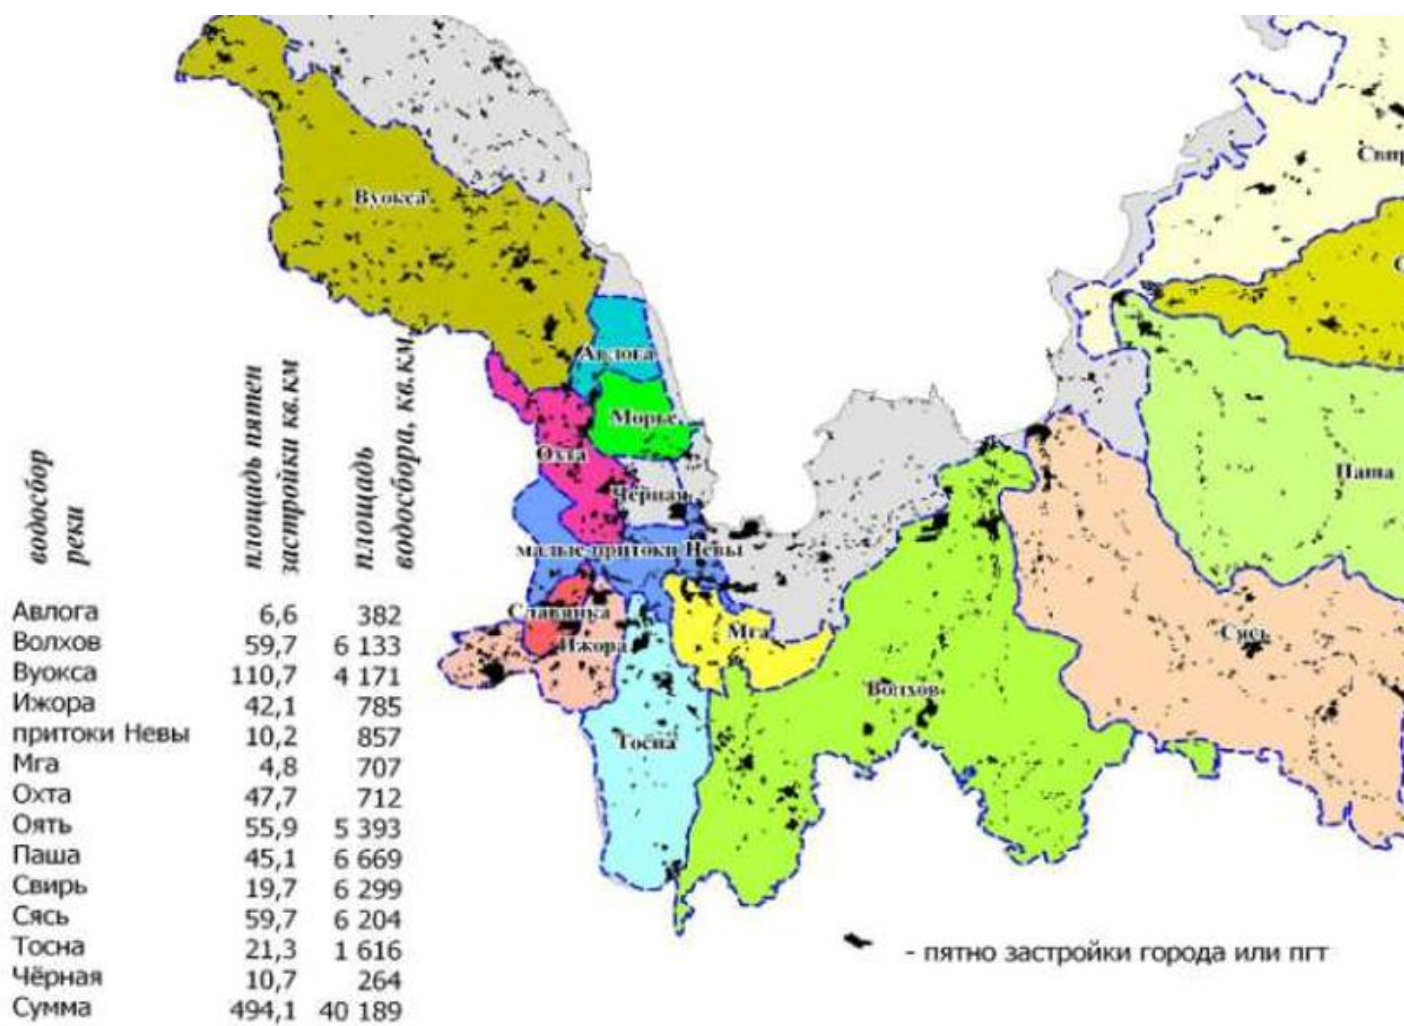 Свир
Вуокса
Авлога
Морье
Охта
Чёрная
Паша
малые притоки Невы
Славянка
Мга
Сясь
Ижора
Волхов
Тосна
водосбор реки
площадь пятен застройки кв.км
площадь водосбора, кв.км
Авлога 6,6 382
Волхов 59,7 6 133
Вуокса 110,7 4 171
Ижора 42,1 785
притоки Невы 10,2 857
Мга 4,8 707
Охта 47,7 712
Оять 55,9 5 393
Паша 45,1 6 669
Свирь 19,7 6 299
Сясь 59,7 6 204
Тосна 21,3 1 616
Чёрная 10,7 264
Сумма 494,1 40 189
- пятно застройки города или пгт